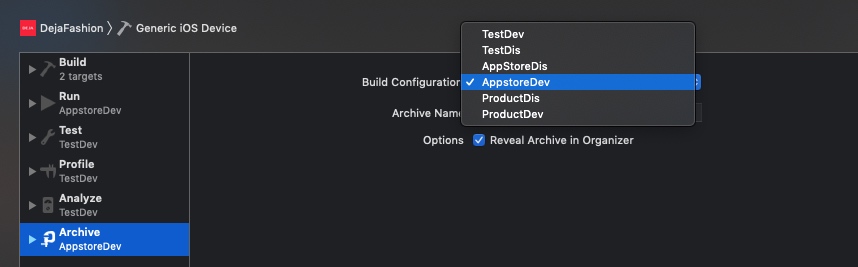 DEJA DejaFashion 〉 Generic iOS Device
Build
2 targets
Run
AppstoreDev
Test
TestDev
Profile
TestDev
Analyze
TestDev
Archive
AppstoreDev
Build Configuration
TestDev
TestDis
AppStoreDis
✓ AppstoreDev
ProductDis
ProductDev
Archive Name
Options Reveal Archive in Organizer